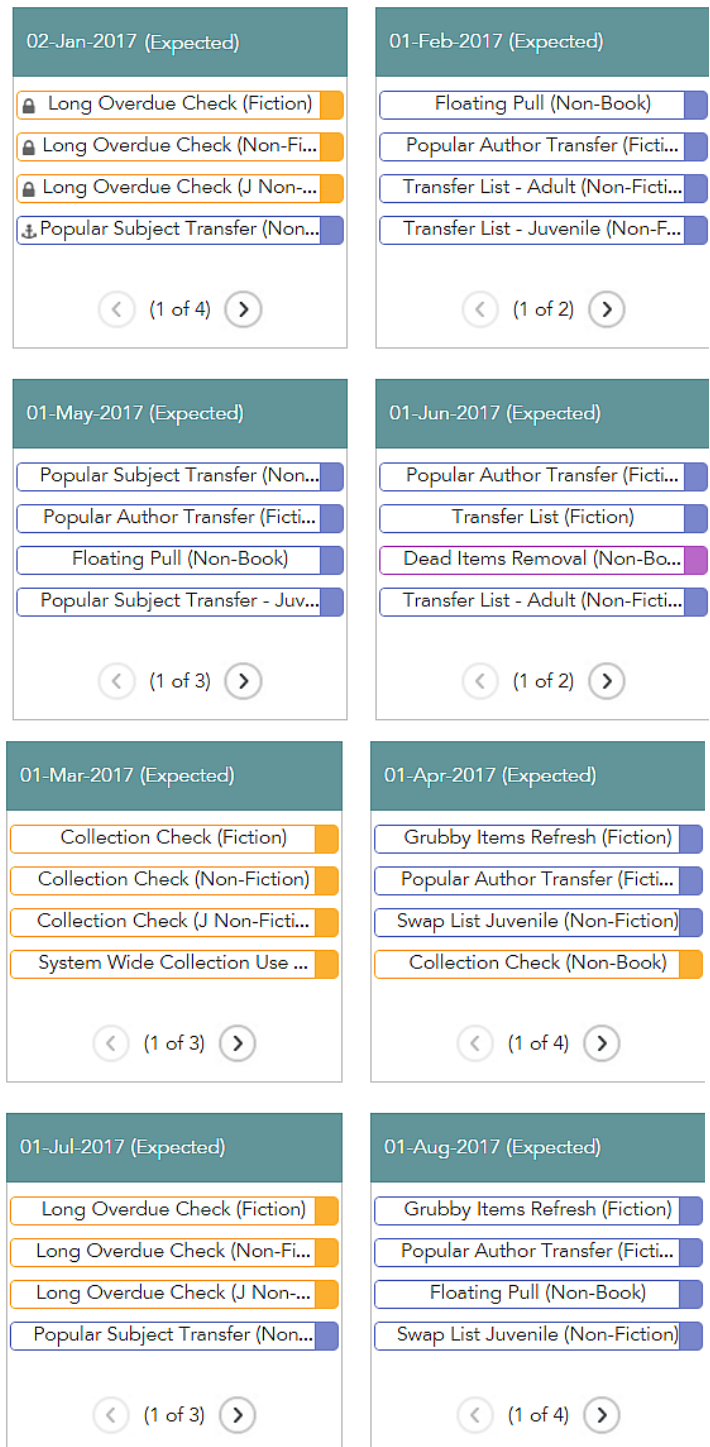 02-Jan-2017 (Expected)
Long Overdue Check (Fiction)
Long Overdue Check (Non-Fi...
Long Overdue Check (J Non-...
Popular Subject Transfer (Non...
(1 of 4)
01-Feb-2017 (Expected)
Floating Pull (Non-Book)
Popular Author Transfer (Ficti...
Transfer List - Adult (Non-Ficti...
Transfer List - Juvenile (Non-F...
(1 of 2)
01-May-2017 (Expected)
Popular Subject Transfer (Non...
Popular Author Transfer (Ficti...
Floating Pull (Non-Book)
Popular Subject Transfer - Juv...
(1 of 3)
01-Jun-2017 (Expected)
Popular Author Transfer (Ficti...
Transfer List (Fiction)
Dead Items Removal (Non-Bo...
Transfer List - Adult (Non-Ficti...
(1 of 2)
01-Mar-2017 (Expected)
Collection Check (Fiction)
Collection Check (Non-Fiction)
Collection Check (J Non-Ficti...
System Wide Collection Use ...
(1 of 3)
01-Apr-2017 (Expected)
Grubby Items Refresh (Fiction)
Popular Author Transfer (Ficti...
Swap List Juvenile (Non-Fiction)
Collection Check (Non-Book)
(1 of 4)
01-Jul-2017 (Expected)
Long Overdue Check (Fiction)
Long Overdue Check (Non-Fi...
Long Overdue Check (J Non-...
Popular Subject Transfer (Non...
(1 of 3)
01-Aug-2017 (Expected)
Grubby Items Refresh (Fiction)
Popular Author Transfer (Ficti...
Floating Pull (Non-Book)
Swap List Juvenile (Non-Fiction)
(1 of 4)